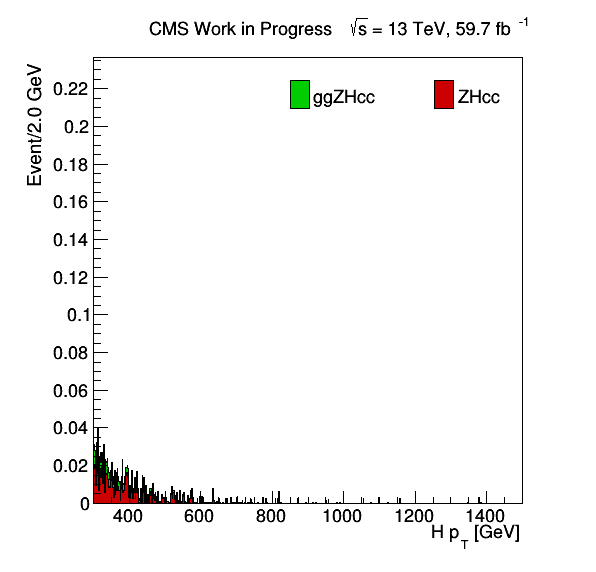 CMS Work in Progress √s = 13 TeV, 59.7 fb -1
Event/2.0 GeV
ggZHcc ZHcc
0.22
0.2
0.18
0.16
0.14
0.12
0.1
0.08
0.06
0.04
0.02
0
400 600 800 1000 1200 1400
H pT [GeV]